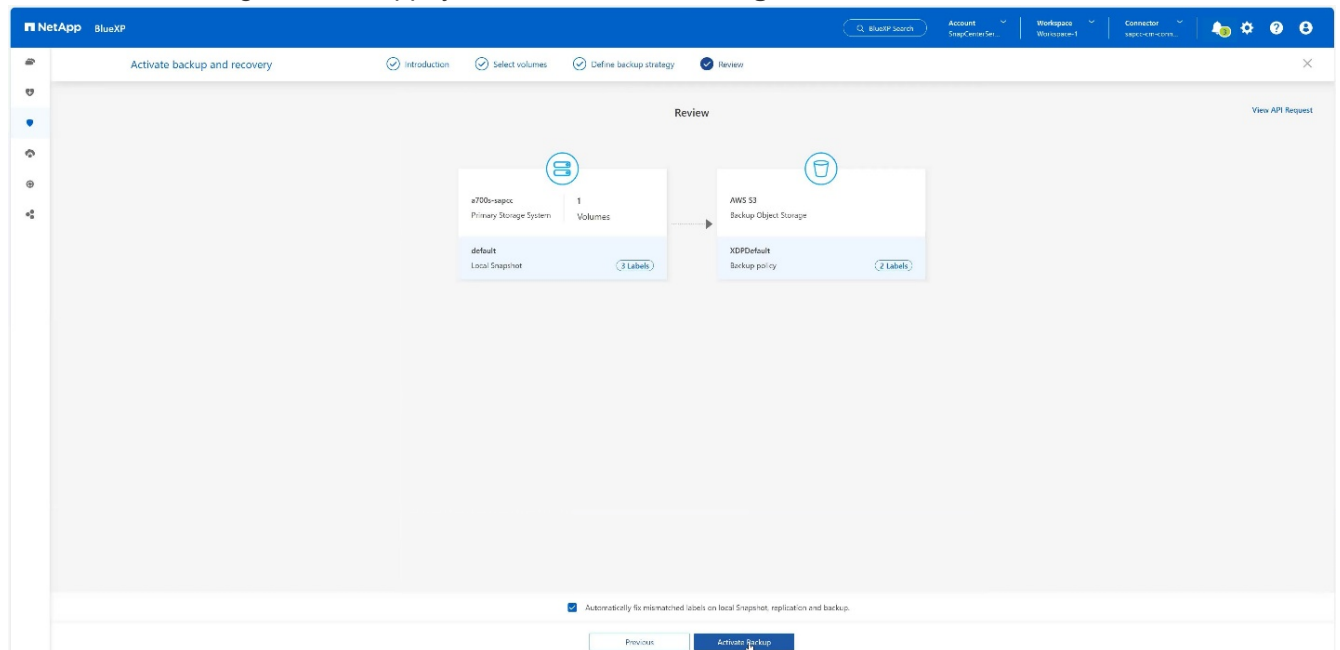 NetApp BlueXP
BlueXP Search
Account
SnapCenterSer...
Workspace
Workspace-1
Connector
sapcc-cm-conn...
Activate backup and recovery
Introduction
Select volumes
Define backup strategy
Review
Review
View API Request
a700s-sapcc
Primary Storage System
1
Volumes
default
Local Snapshot
3 Labels
AWS S3
Backup Object Storage
XDPDefault
Backup policy
2 Labels
Automatically fix mismatched labels on local Snapshot, replication and backup.
Previous
Activate Backup